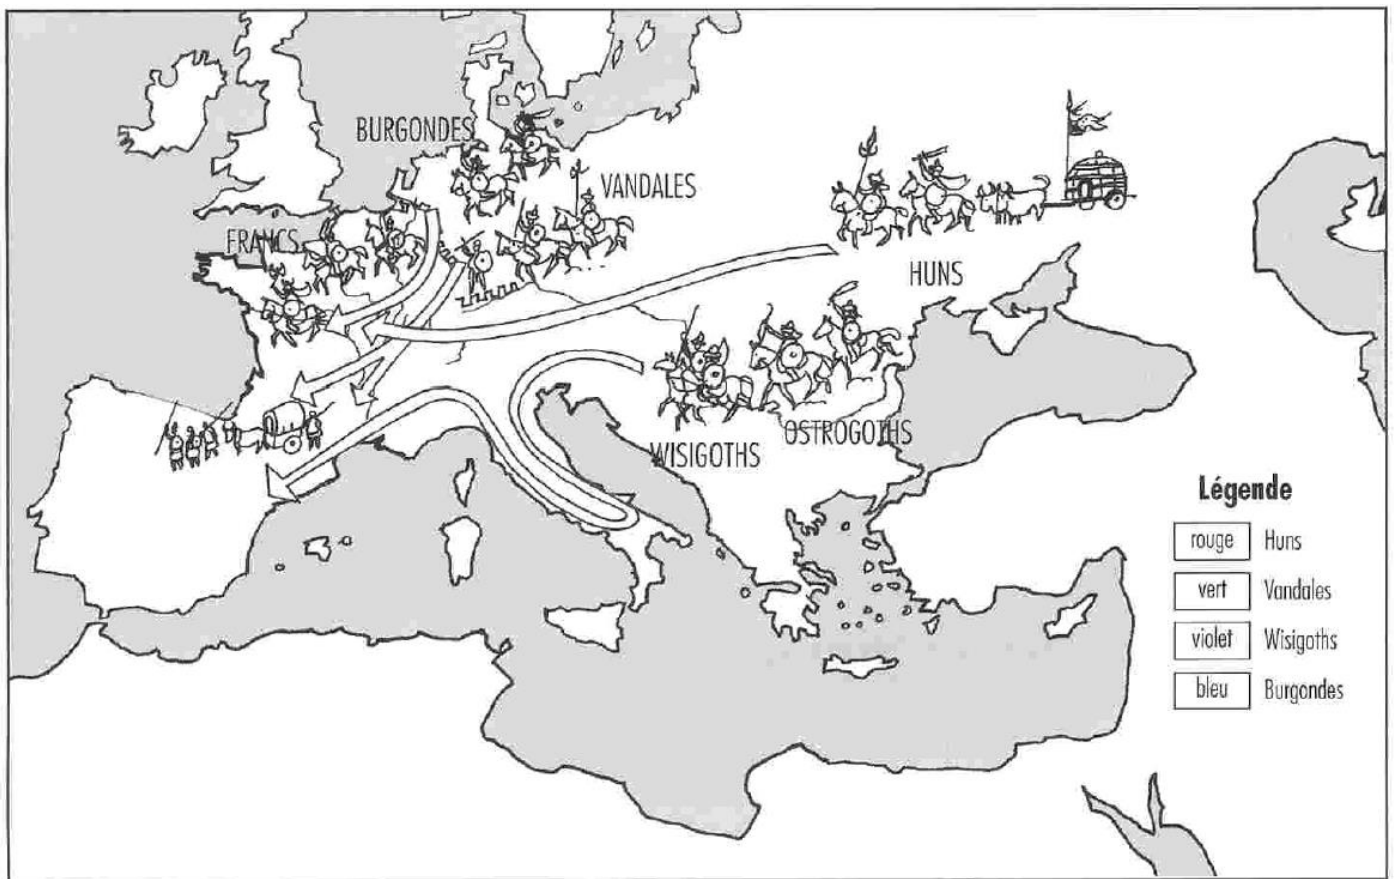 BURGONDES
VANDALES
FRANCS
HUNS
OSTROGOTHS
WISIGOTHS
Légende
rouge Huns
vert Vandales
violet Wisigoths
bleu Burgondes